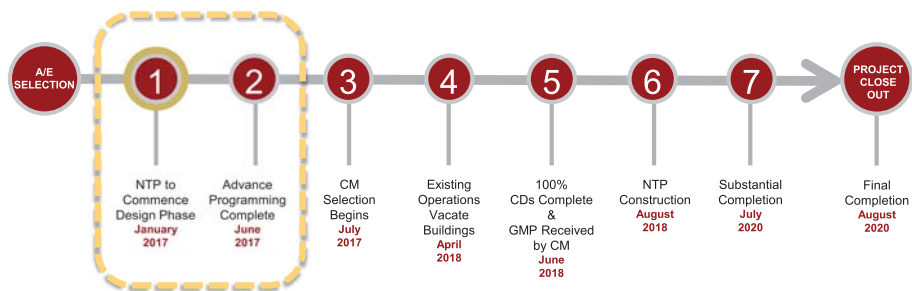 A/E
SELECTION
1
2
3
4
5
6
7
PROJECT
CLOSE
OUT
NTP to
Commence
Design Phase
January
2017
Advance
Programming
Complete
June
2017
CM
Selection
Begins
July
2017
Existing
Operations
Vacate
Buildings
April
2018
100%
CDs Complete
&
GMP Received
by CM
June
2018
NTP
Construction
August
2018
Substantial
Completion
July
2020
Final
Completion
August
2020